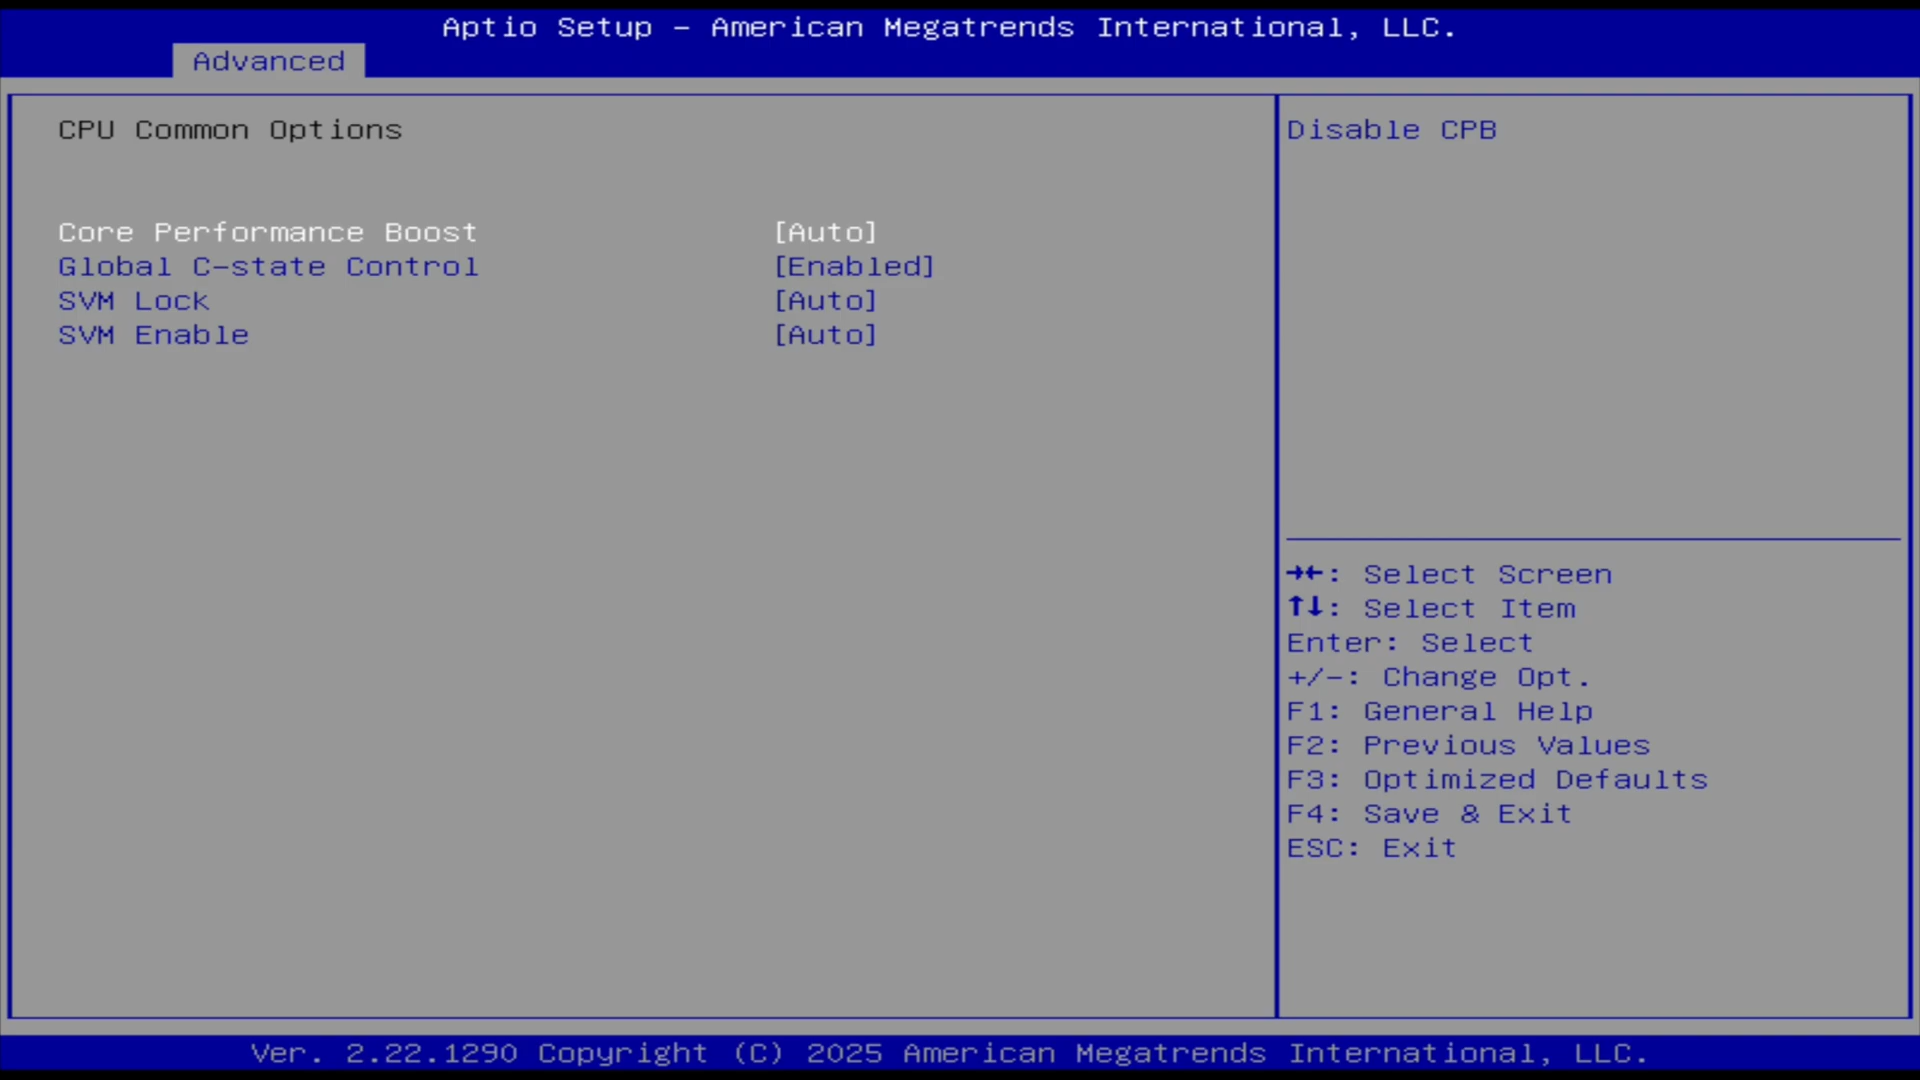 Aptio Setup – American Megatrends International, LLC.
Advanced
CPU Common Options
Disable CPB
Core Performance Boost [Auto]
Global C-state Control [Enabled]
SVM Lock [Auto]
SVM Enable [Auto]
→←: Select Screen
↑↓: Select Item
Enter: Select
+/-: Change Opt.
F1: General Help
F2: Previous Values
F3: Optimized Defaults
F4: Save & Exit
ESC: Exit
Ver. 2.22.1290 Copyright (C) 2025 American Megatrends International, LLC.